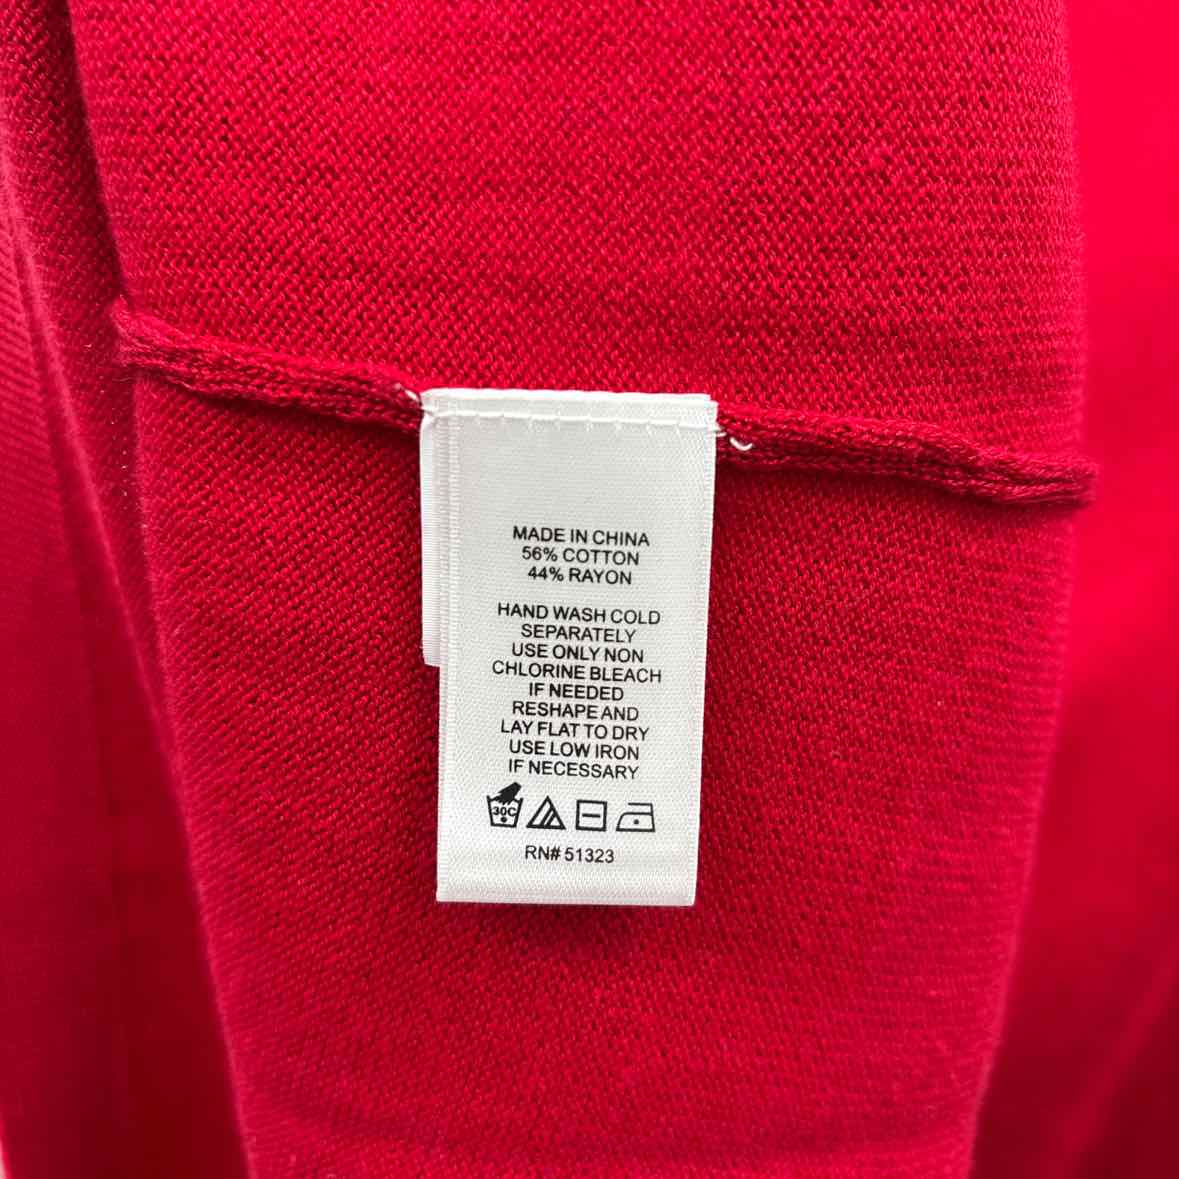 MADE IN CHINA
56% COTTON
44% RAYON
HAND WASH COLD
SEPARATELY
USE ONLY NON
CHLORINE BLEACH
IF NEEDED
RESHAPE AND
LAY FLAT TO DRY
USE LOW IRON
IF NECESSARY
30C
RN# 51323